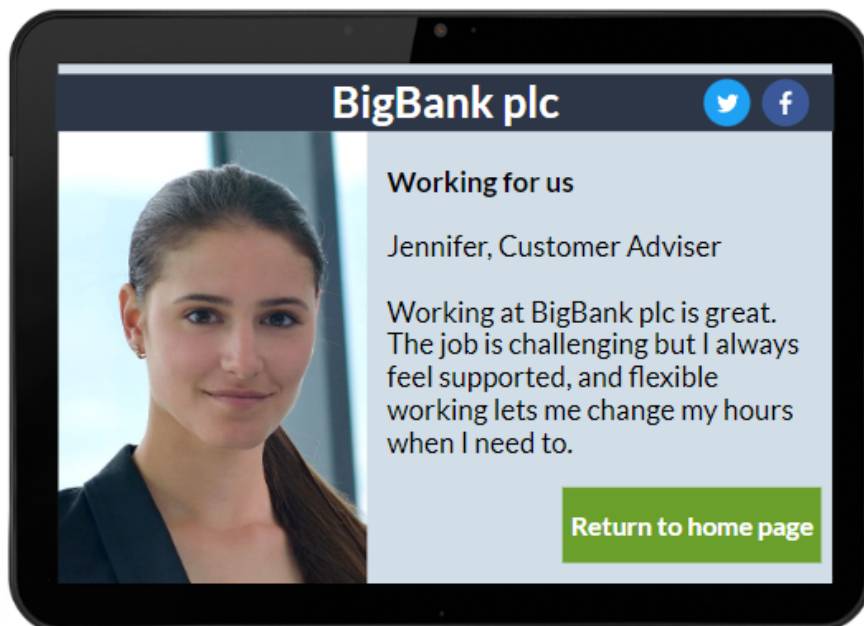 BigBank plc
Working for us
Jennifer, Customer Adviser
Working at BigBank plc is great.
The job is challenging but I always
feel supported, and flexible
working lets me change my hours
when I need to.
Return to home page